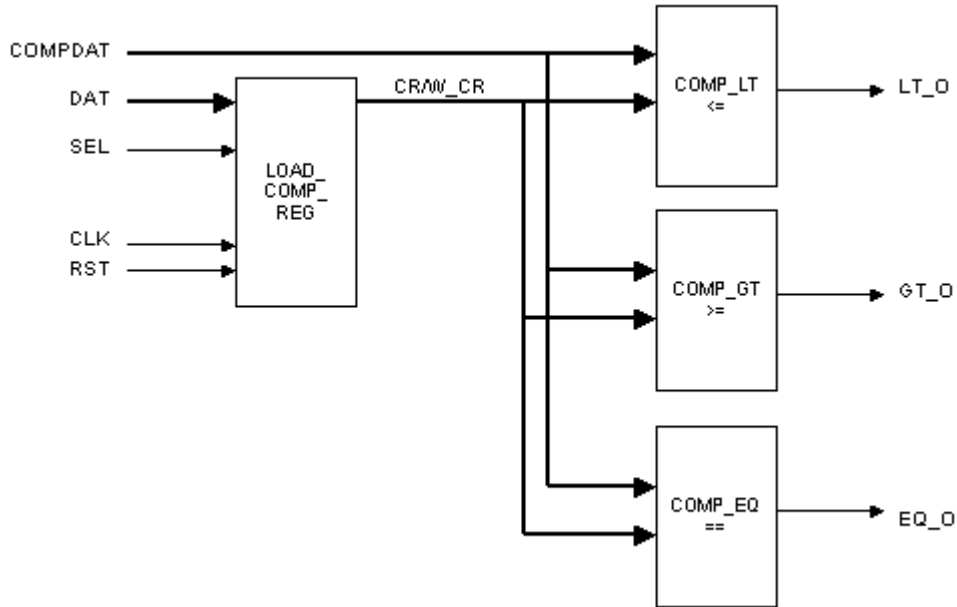 COMPDAT
DAT
SEL
CLK
RST
LOAD_
COMP_
REG
CR/W_CR
COMP_LT
<=
LT_O
COMP_GT
>=
GT_O
COMP_EQ
==
EQ_O